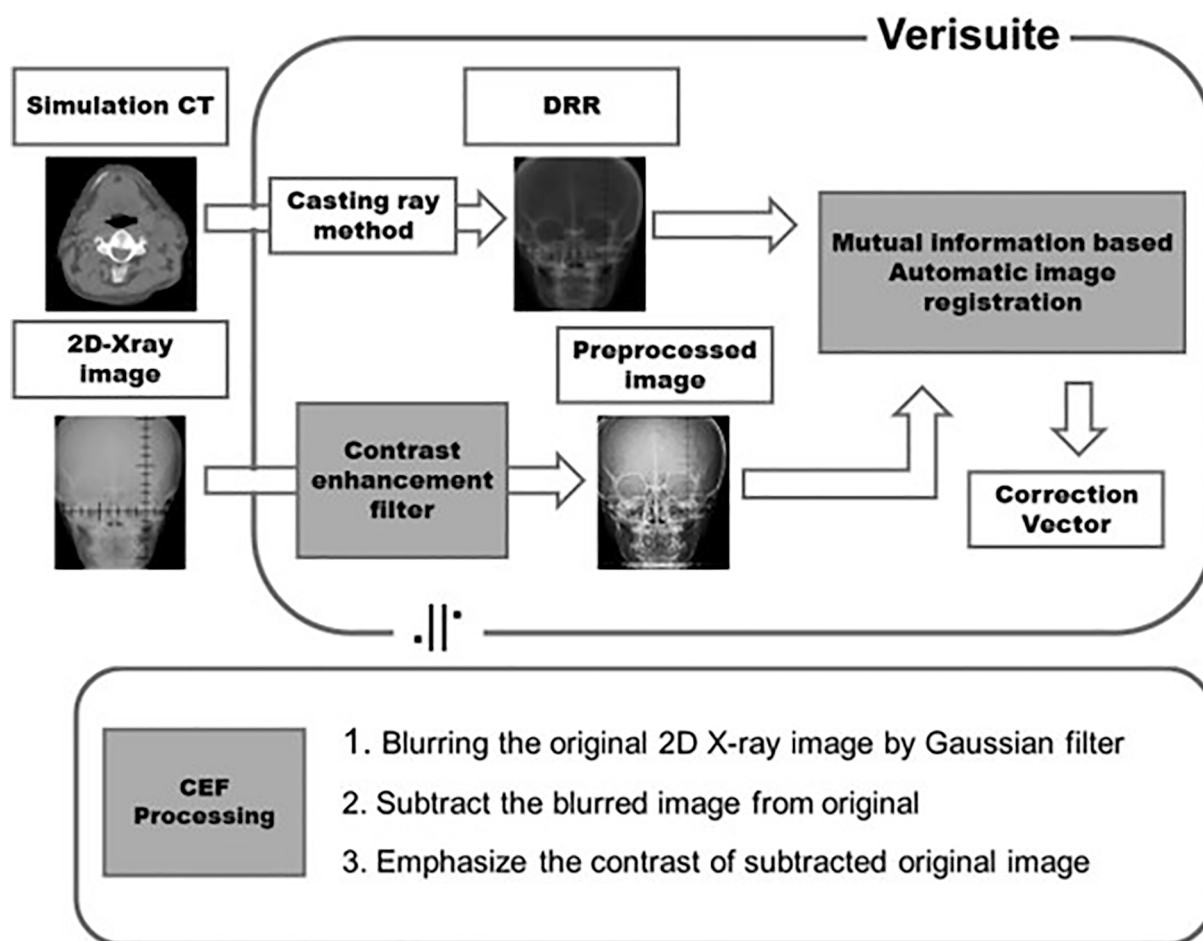 Verisuite
Simulation CT
DRR
Casting ray
method
Mutual information based
Automatic image
registration
2D-Xray
image
Preprocessed
image
Contrast
enhancement
filter
Correction
Vector
CEF
Processing
1. Blurring the original 2D X-ray image by Gaussian filter
2. Subtract the blurred image from original
3. Emphasize the contrast of subtracted original image